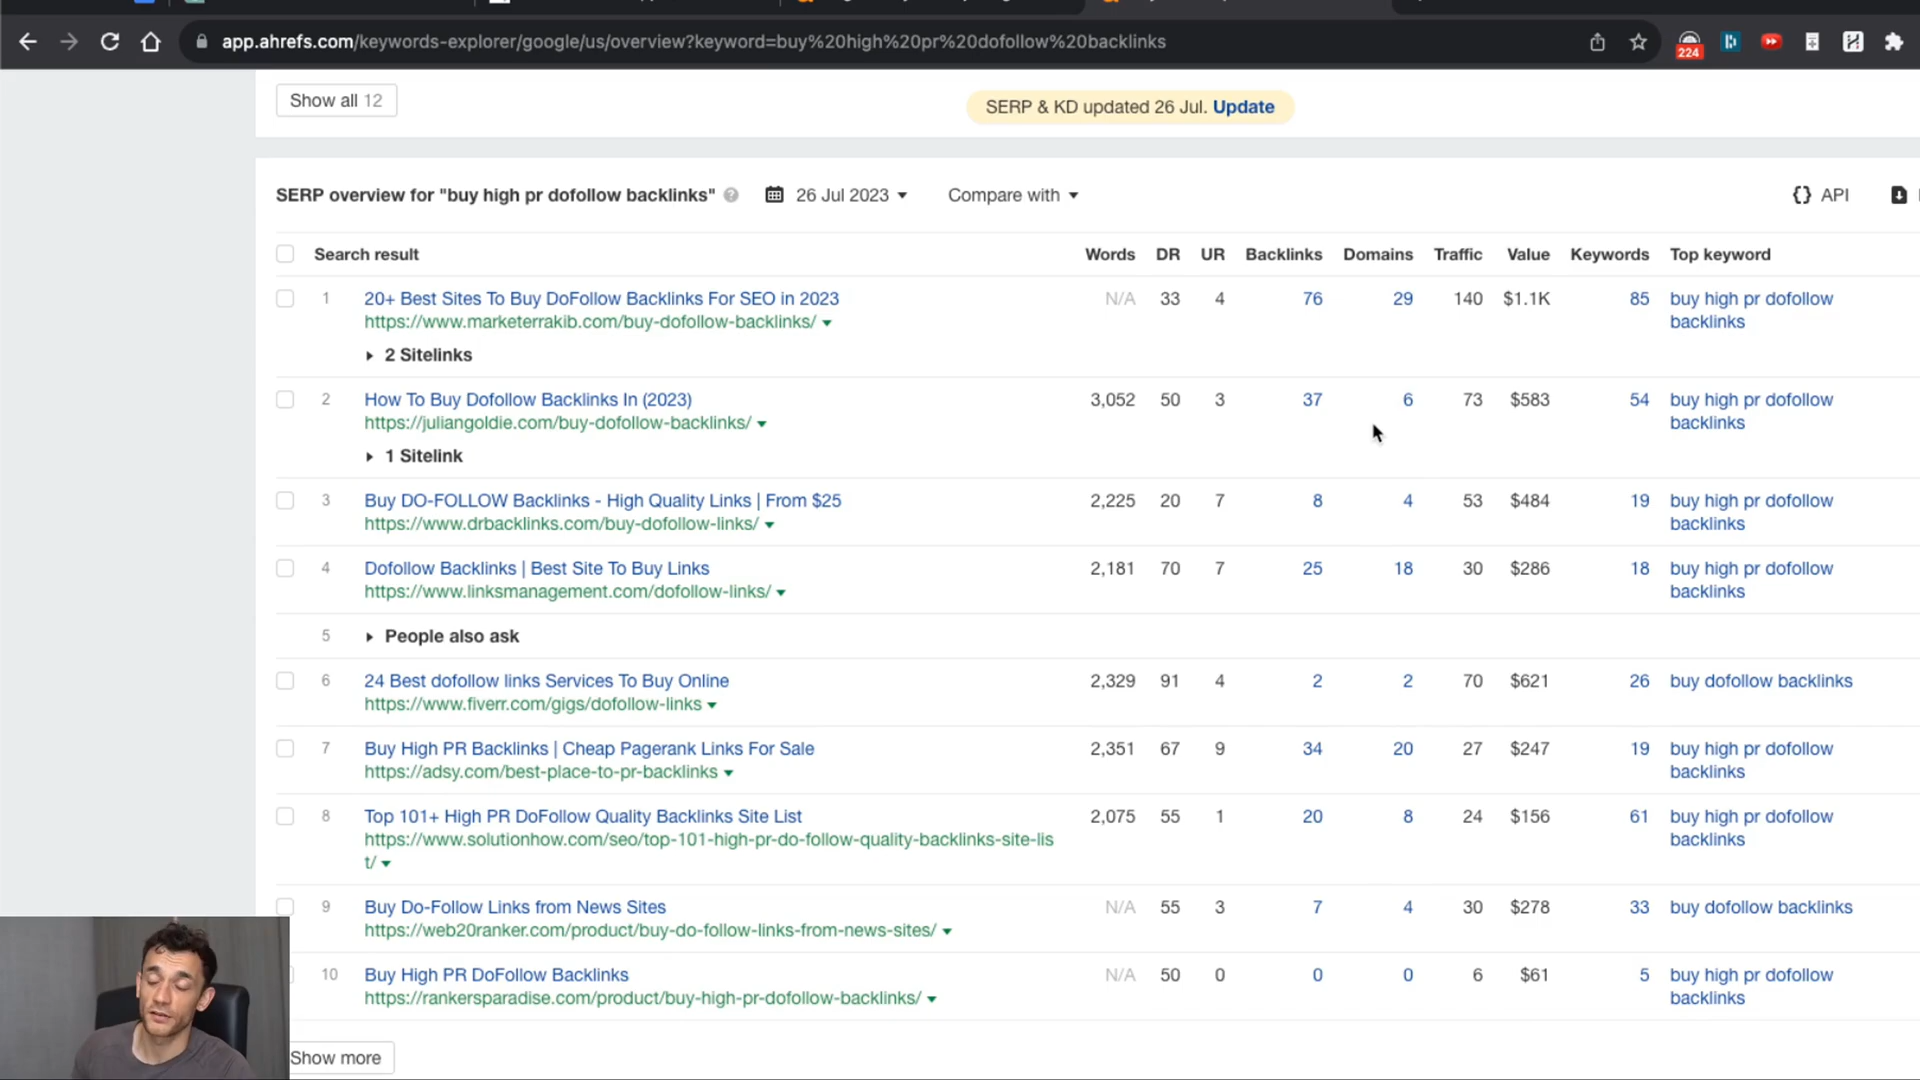 app.ahrefs.com/keywords-explorer/google/us/overview?keyword=buy%20high%20pr%20dofollow%20backlinks
224
Show all 12
SERP & KD updated 26 Jul. Update
SERP overview for "buy high pr dofollow backlinks" ? 26 Jul 2023 Compare with API
Search result Words DR UR Backlinks Domains Traffic Value Keywords Top keyword
1 20+ Best Sites To Buy DoFollow Backlinks For SEO in 2023 N/A 33 4 76 29 140 $1.1K 85 buy high pr dofollow
https://www.marketerrakib.com/buy-dofollow-backlinks/ backlinks
2 Sitelinks
2 How To Buy Dofollow Backlinks In (2023) 3,052 50 3 37 6 73 $583 54 buy high pr dofollow
https://juliangoldie.com/buy-dofollow-backlinks/ backlinks
1 Sitelink
3 Buy DO-FOLLOW Backlinks - High Quality Links | From $25 2,225 20 7 8 4 53 $484 19 buy high pr dofollow
https://www.drbacklinks.com/buy-dofollow-links/ backlinks
4 Dofollow Backlinks | Best Site To Buy Links 2,181 70 7 25 18 30 $286 18 buy high pr dofollow
https://www.linksmanagement.com/dofollow-links/ backlinks
5 People also ask
6 24 Best dofollow links Services To Buy Online 2,329 91 4 2 2 70 $621 26 buy dofollow backlinks
https://www.fiverr.com/gigs/dofollow-links
7 Buy High PR Backlinks | Cheap Pagerank Links For Sale 2,351 67 9 34 20 27 $247 19 buy high pr dofollow
https://adsy.com/best-place-to-pr-backlinks backlinks
8 Top 101+ High PR DoFollow Quality Backlinks Site List 2,075 55 1 20 8 24 $156 61 buy high pr dofollow
https://www.solutionhow.com/seo/top-101-high-pr-do-follow-quality-backlinks-site-lis backlinks
t/
9 Buy Do-Follow Links from News Sites N/A 55 3 7 4 30 $278 33 buy dofollow backlinks
https://web20ranker.com/product/buy-do-follow-links-from-news-sites/
10 Buy High PR DoFollow Backlinks N/A 50 0 0 0 6 $61 5 buy high pr dofollow
https://rankersparadise.com/product/buy-high-pr-dofollow-backlinks/ backlinks
Show more